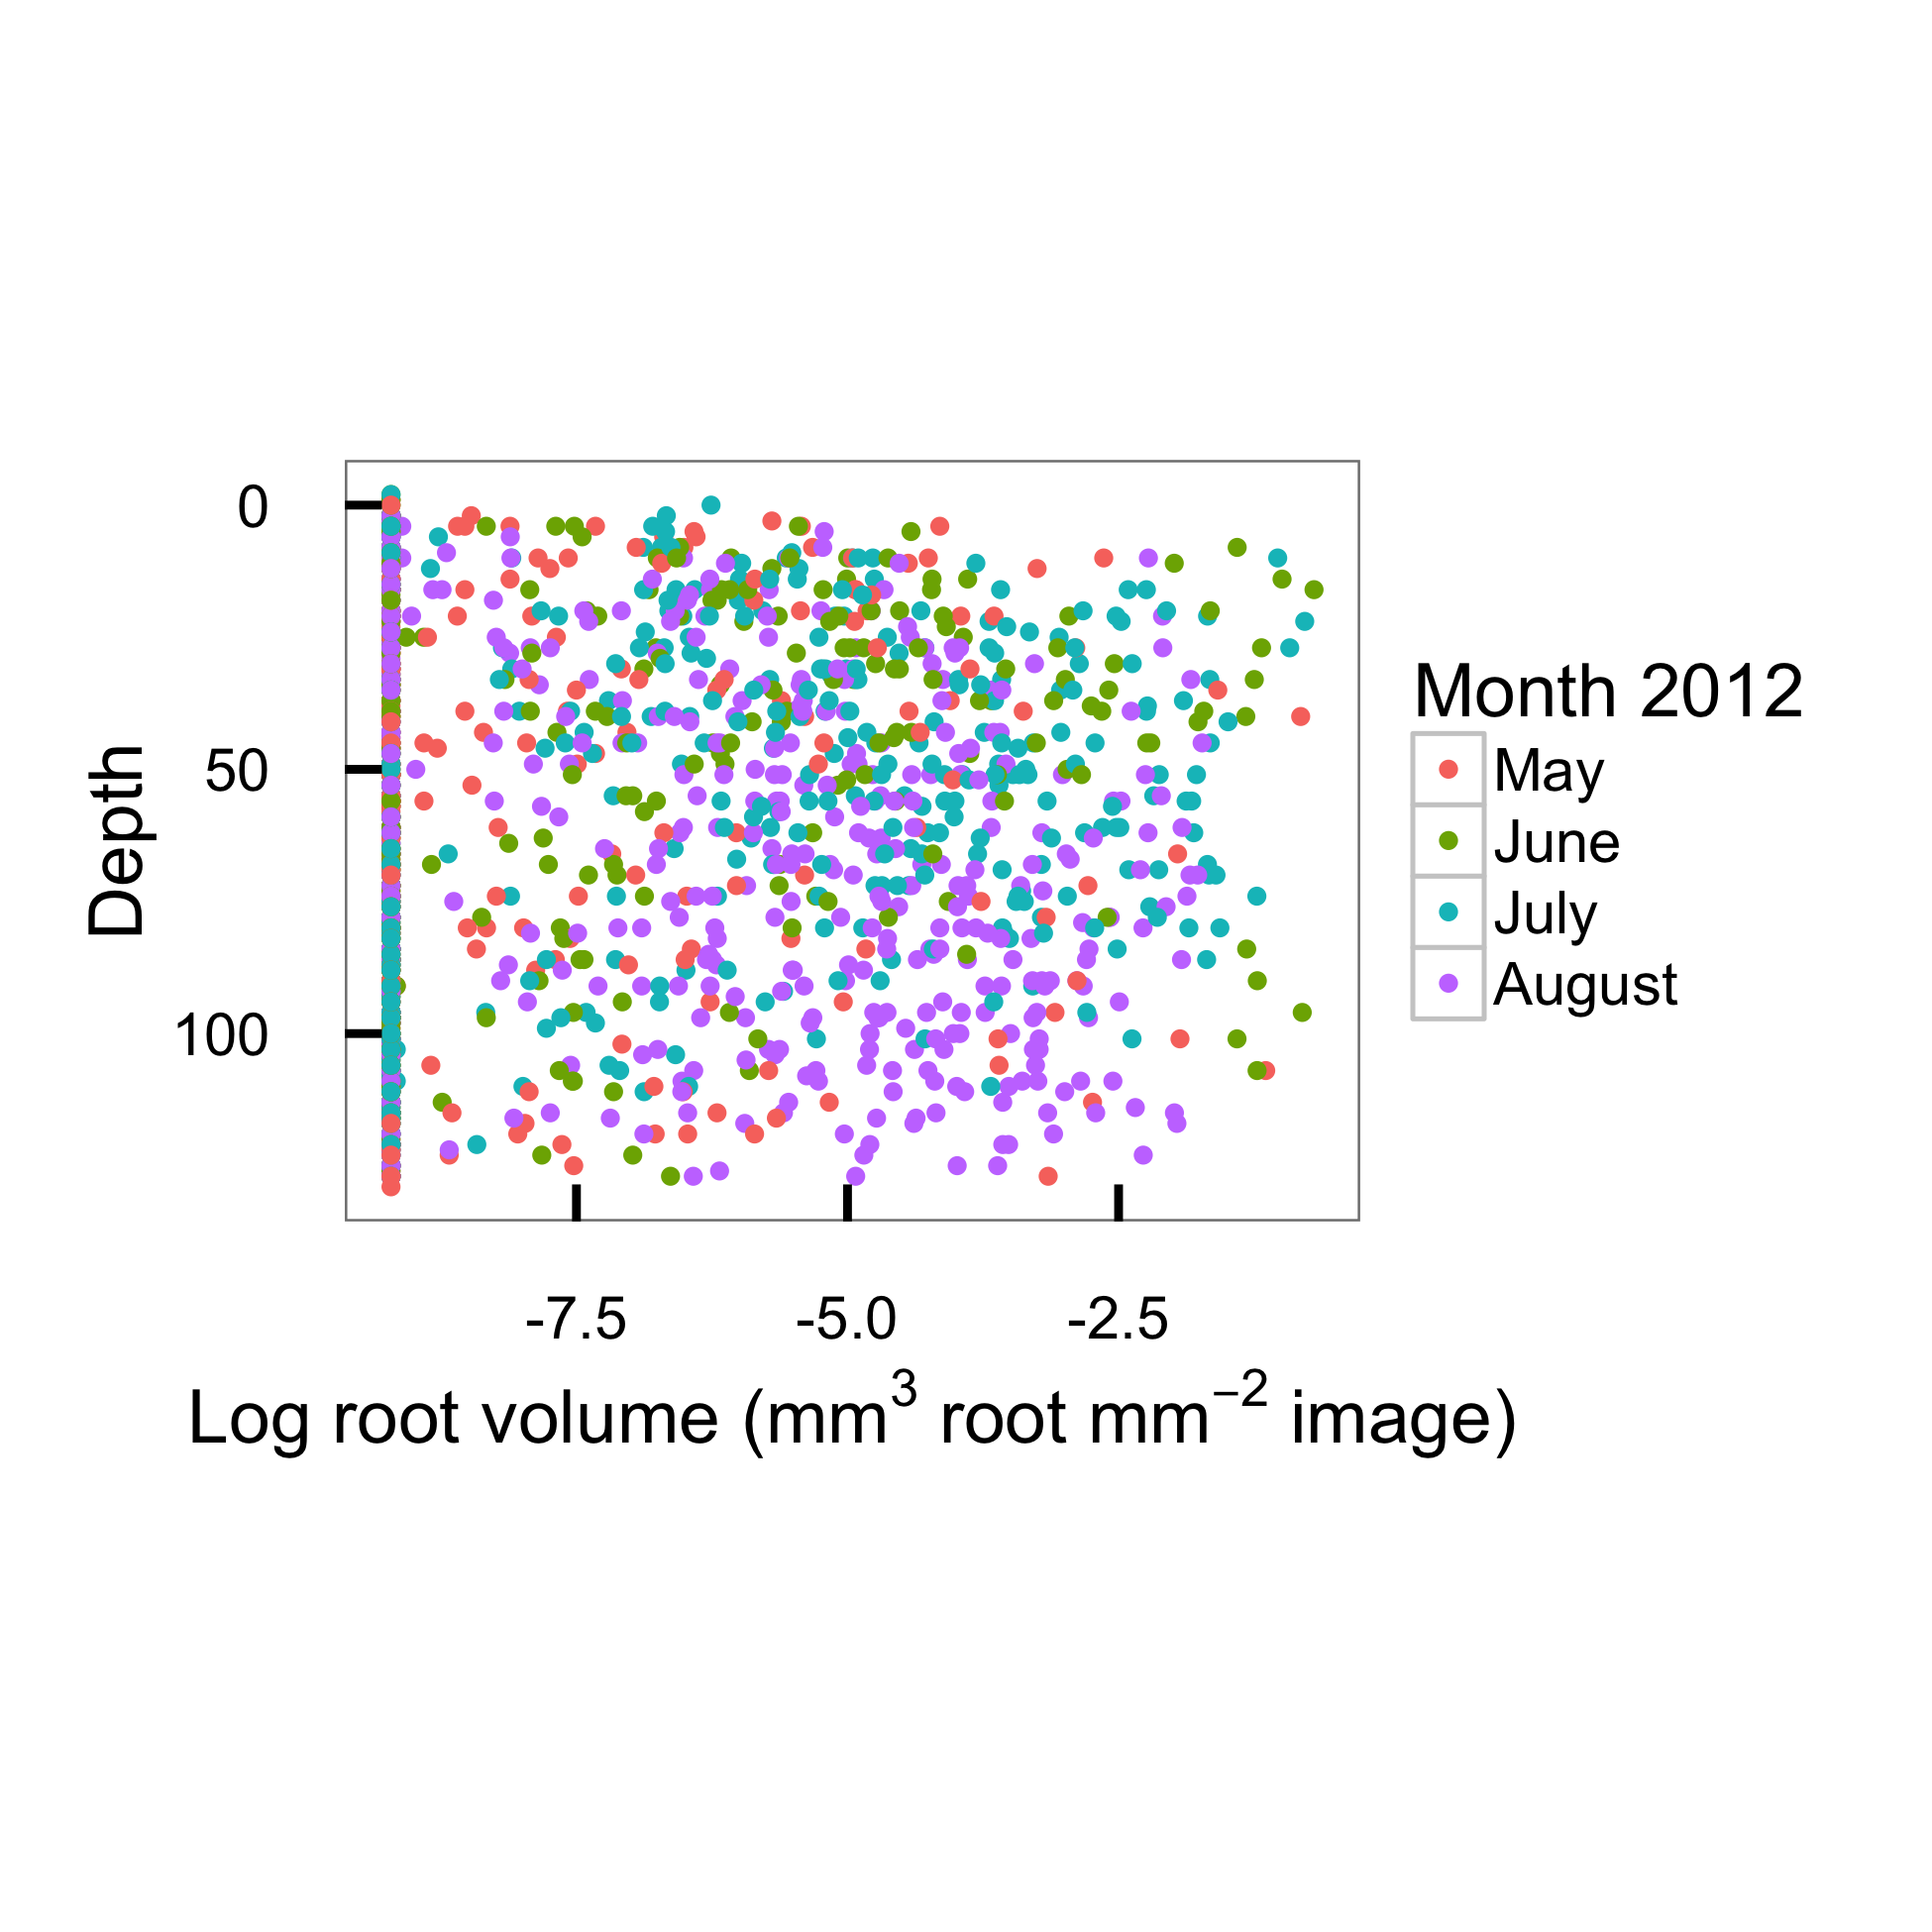 0
50
100
Depth
-7.5
-5.0
-2.5
Log root volume (mm³ root mm⁻² image)
Month 2012
May
June
July
August